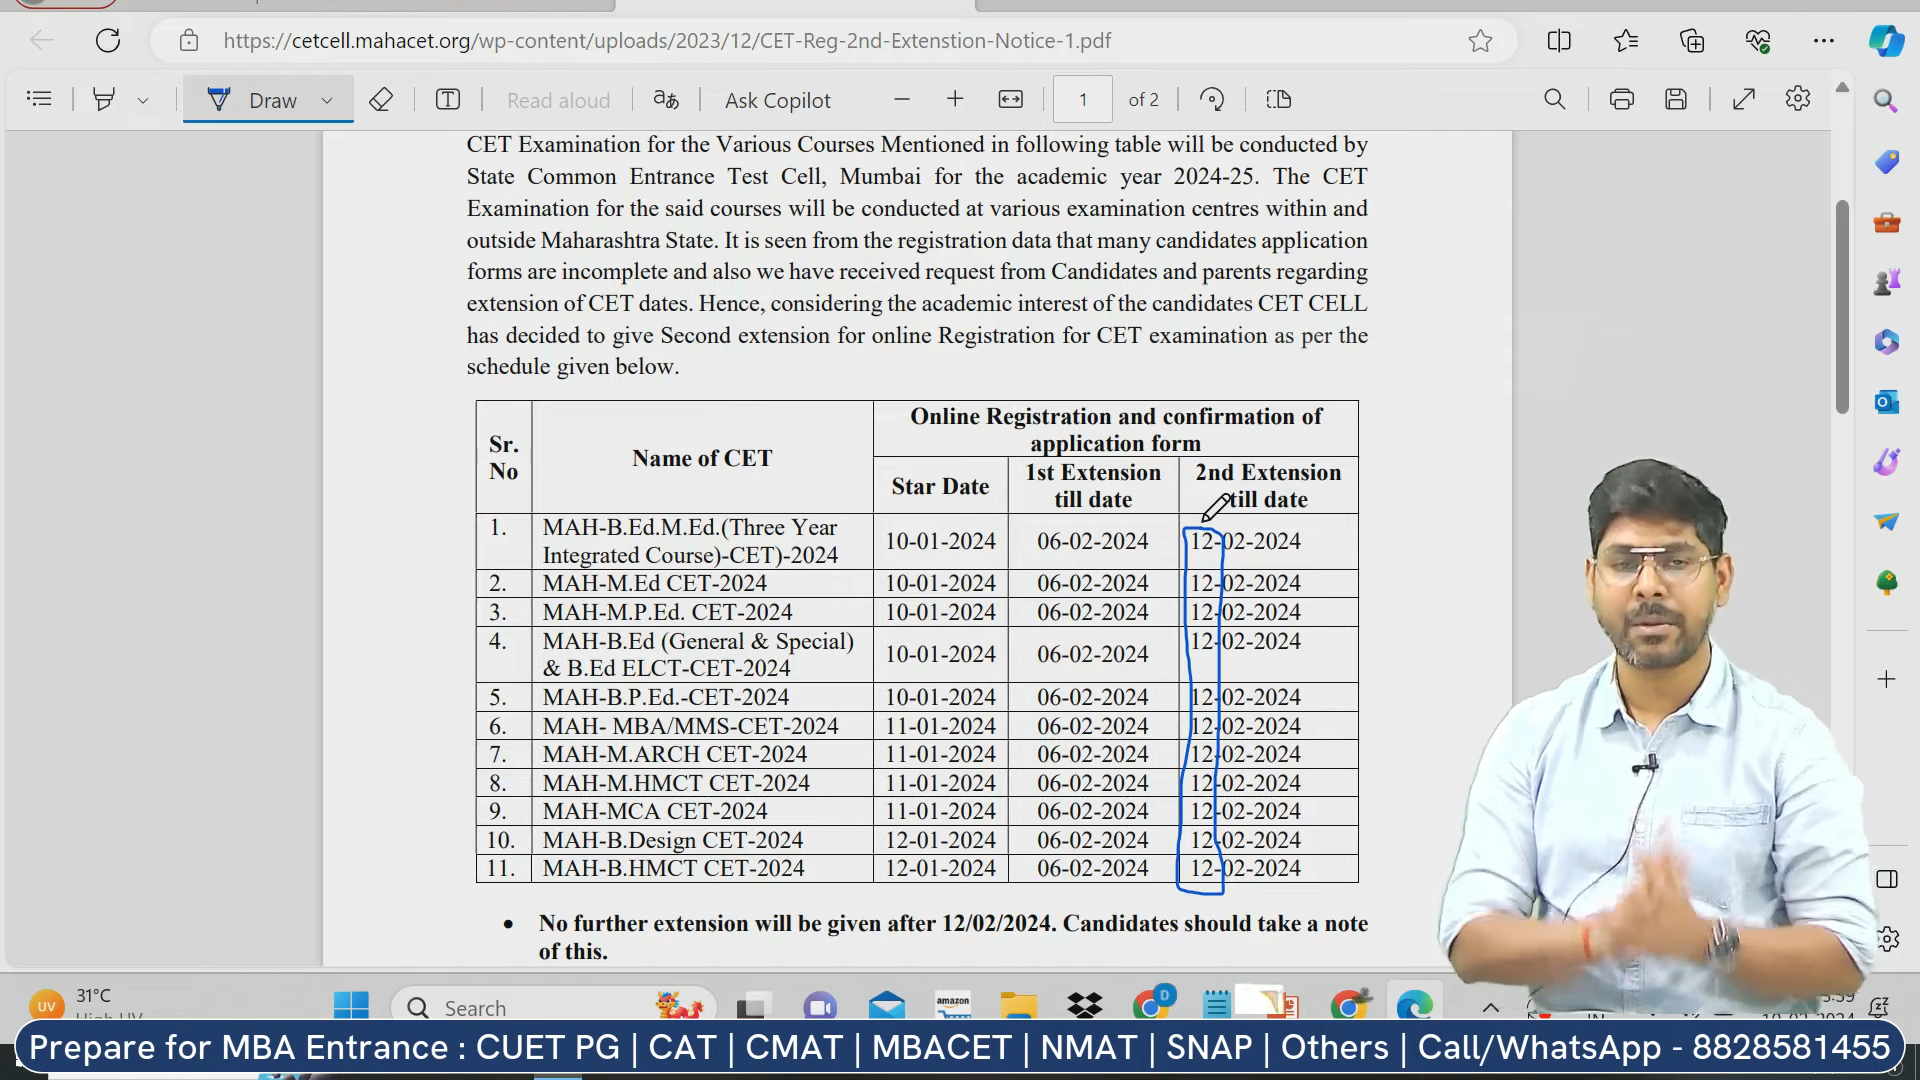 https://cetcell.mahacet.org/wp-content/uploads/2023/12/CET-Reg-2nd-Extenstion-Notice-1.pdf
Draw
Read aloud
aあ
Ask Copilot
1 of 2
CET Examination for the Various Courses Mentioned in following table will be conducted by
State Common Entrance Test Cell, Mumbai for the academic year 2024-25. The CET
Examination for the said courses will be conducted at various examination centres within and
outside Maharashtra State. It is seen from the registration data that many candidates application
forms are incomplete and also we have received request from Candidates and parents regarding
extension of CET dates. Hence, considering the academic interest of the candidates CET CELL
has decided to give Second extension for online Registration for CET examination as per the
schedule given below.
Sr. No Name of CET Online Registration and confirmation of application form
Star Date 1st Extension till date 2nd Extension till date
1. MAH-B.Ed.M.Ed.(Three Year Integrated Course)-CET)-2024 10-01-2024 06-02-2024 12-02-2024
2. MAH-M.Ed CET-2024 10-01-2024 06-02-2024 12-02-2024
3. MAH-M.P.Ed. CET-2024 10-01-2024 06-02-2024 12-02-2024
4. MAH-B.Ed (General & Special) & B.Ed ELCT-CET-2024 10-01-2024 06-02-2024 12-02-2024
5. MAH-B.P.Ed.-CET-2024 10-01-2024 06-02-2024 12-02-2024
6. MAH- MBA/MMS-CET-2024 11-01-2024 06-02-2024 12-02-2024
7. MAH-M.ARCH CET-2024 11-01-2024 06-02-2024 12-02-2024
8. MAH-M.HMCT CET-2024 11-01-2024 06-02-2024 12-02-2024
9. MAH-MCA CET-2024 11-01-2024 06-02-2024 12-02-2024
10. MAH-B.Design CET-2024 12-01-2024 06-02-2024 12-02-2024
11. MAH-B.HMCT CET-2024 12-01-2024 06-02-2024 12-02-2024
• No further extension will be given after 12/02/2024. Candidates should take a note
of this.
UV
31°C
High UV
Search
amazon
D
Prepare for MBA Entrance : CUET PG | CAT | CMAT | MBACET | NMAT | SNAP | Others | Call/WhatsApp - 8828581455